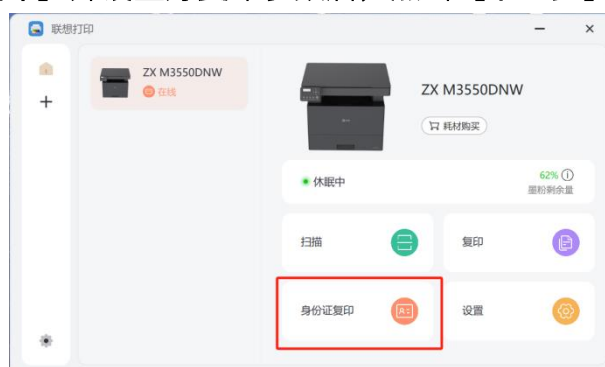 联想打印
ZX M3550DNW
在线
ZX M3550DNW
耗材购买
休眠中
62%
墨粉剩余量
扫描
复印
身份证复印
设置